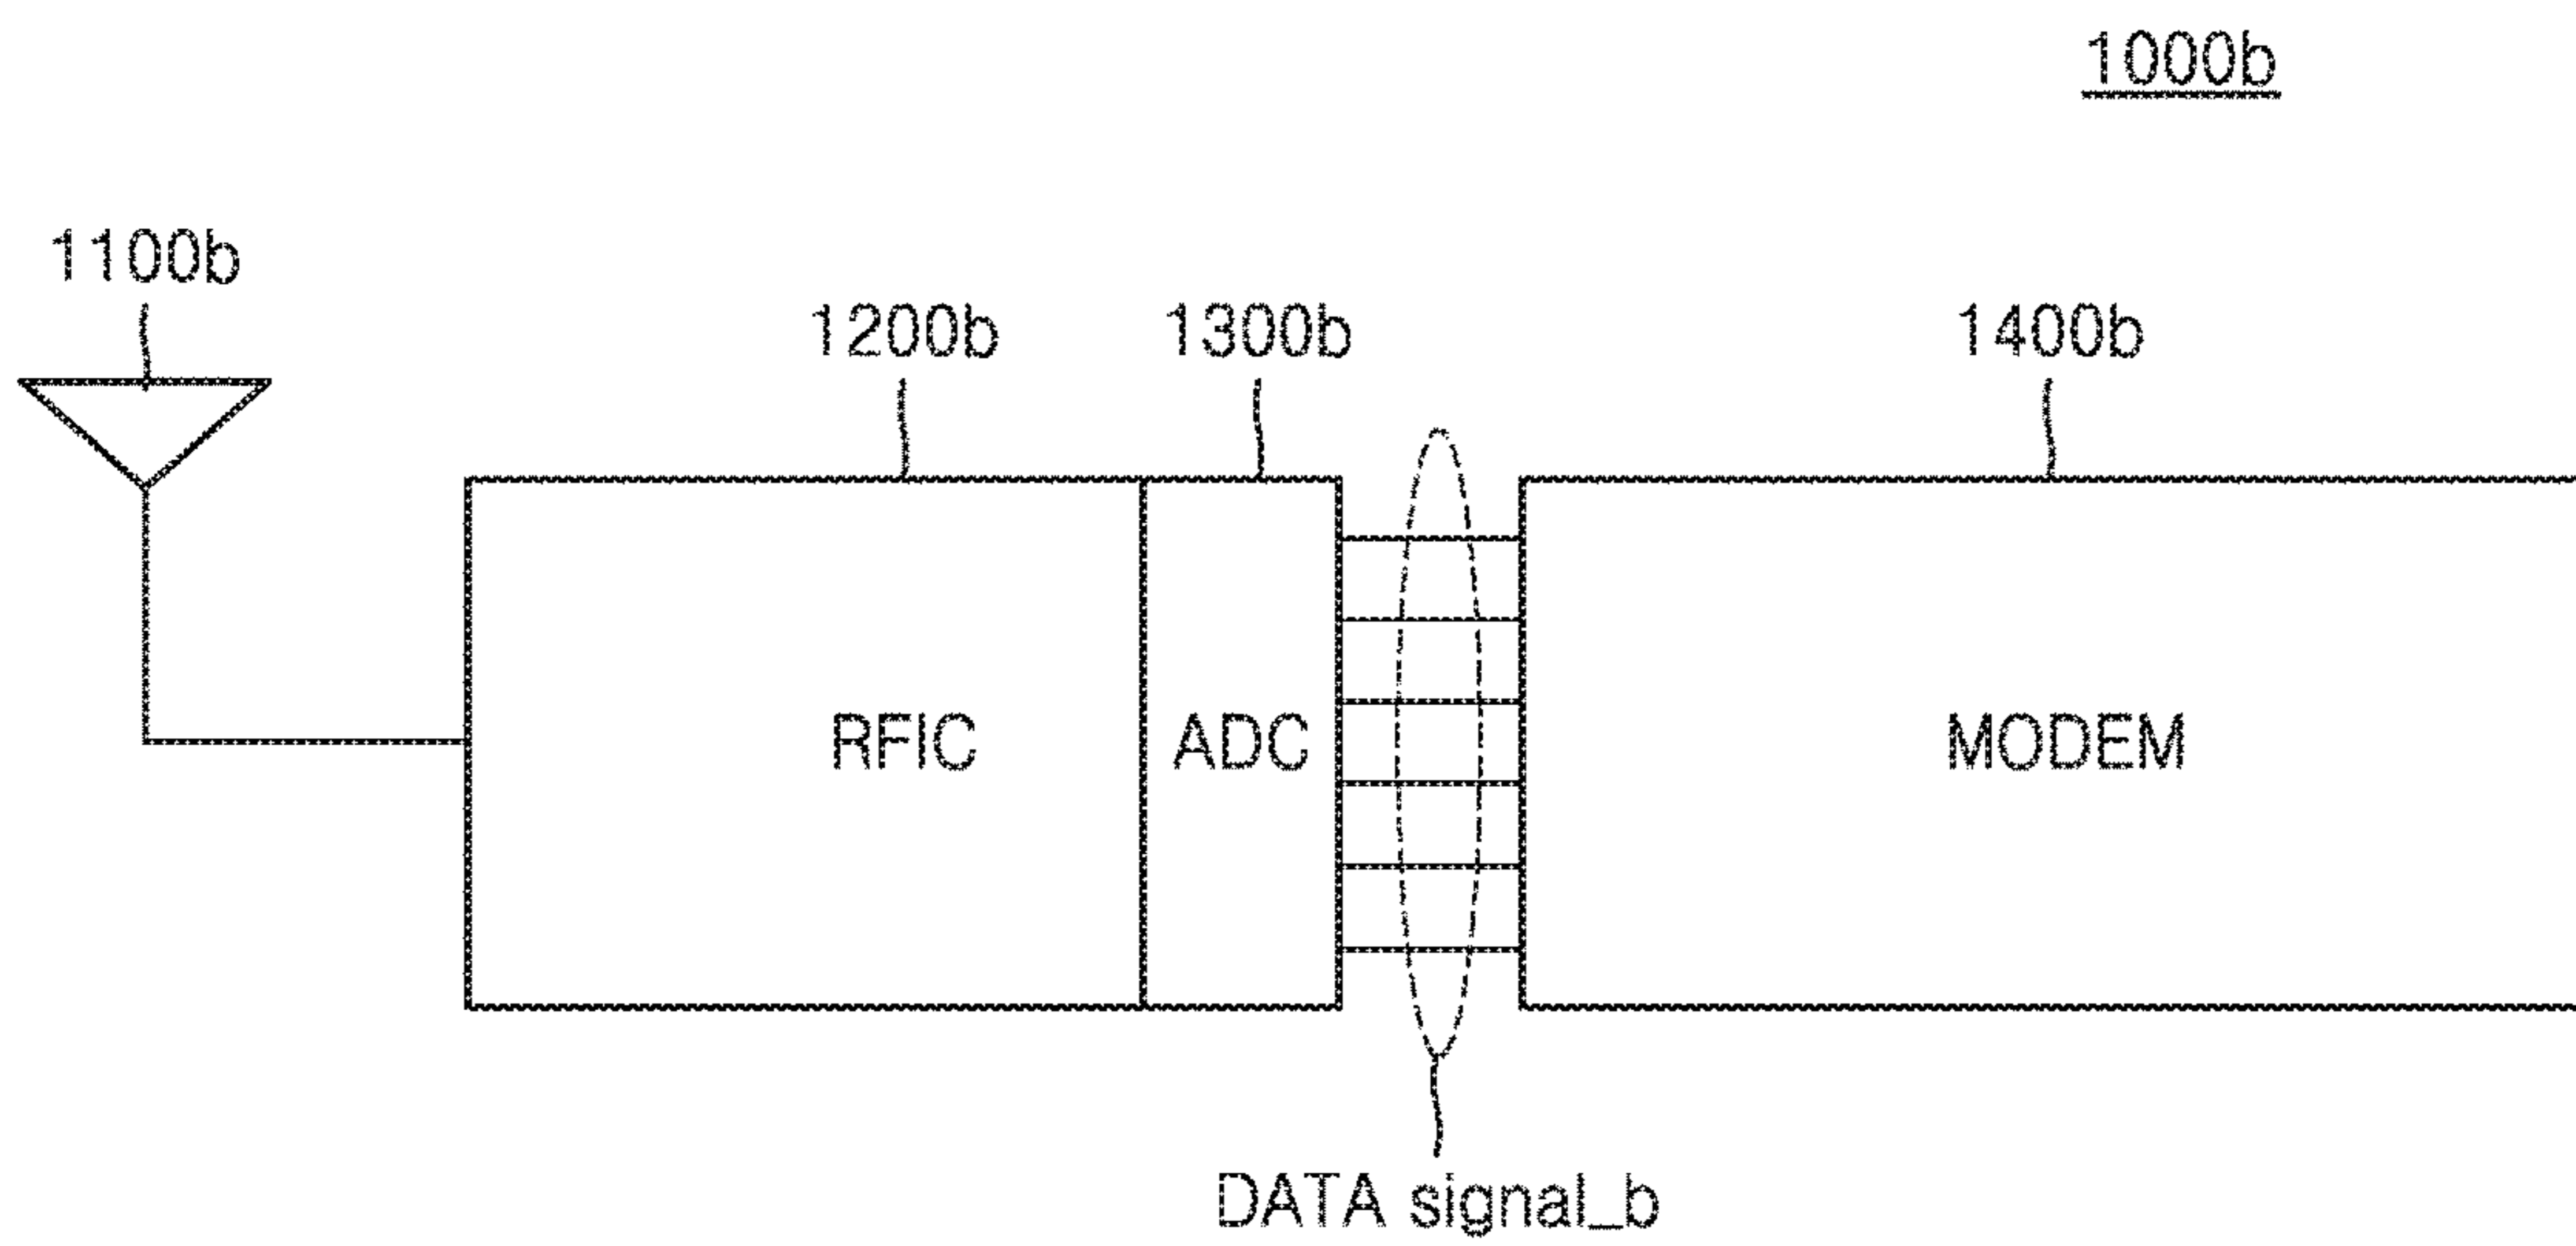 1000b
1100b
1200b 1300b 1400b
RFIC ADC MODEM
DATA signal_b